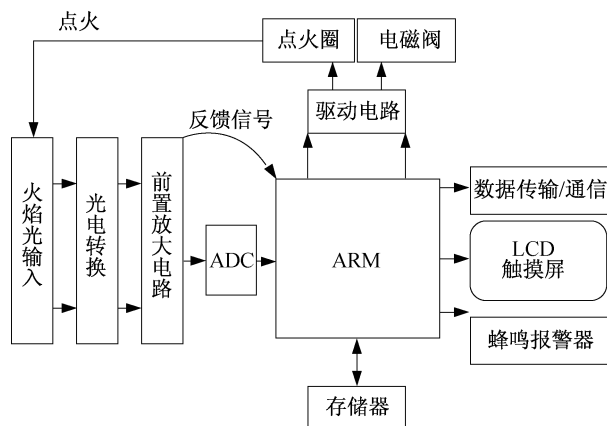 点火
点火圈
电磁阀
驱动电路
反馈信号
火焰光输入
光电转换
前置放大电路
ADC
ARM
数据传输/通信
LCD
触摸屏
蜂鸣报警器
存储器